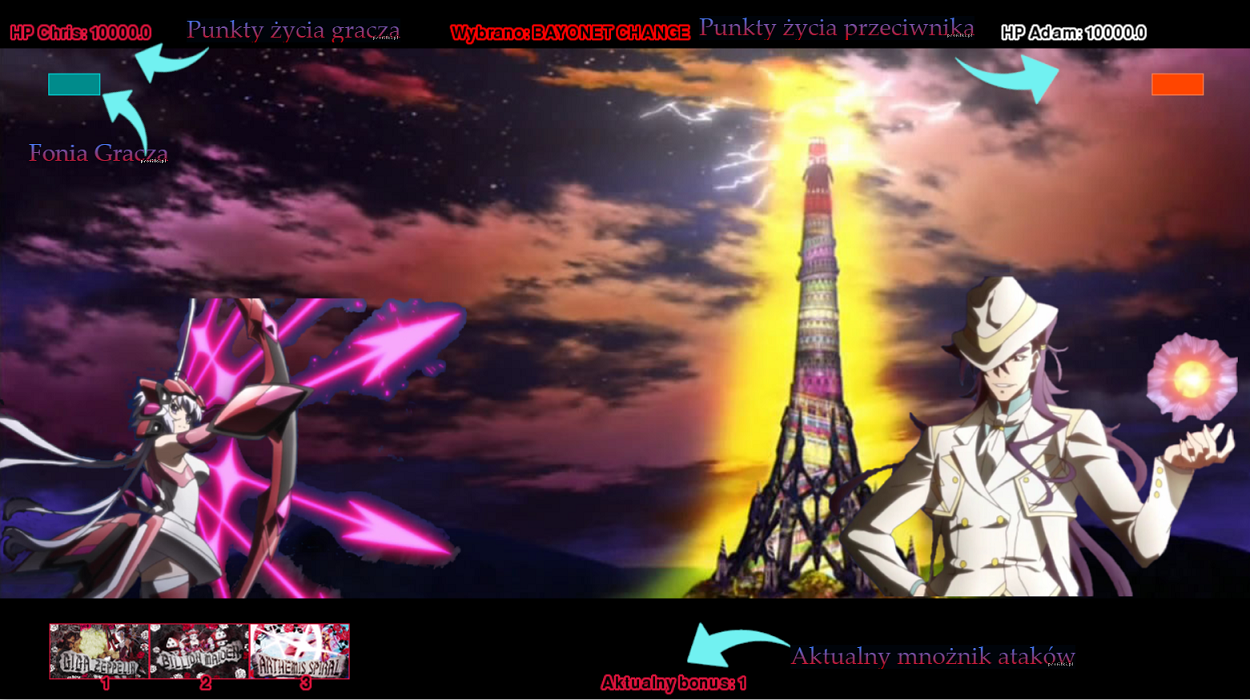 HP Chris: 10000.0
Punkty życia gracza
Wybrano: BAYONET CHANGE
Punkty życia przeciwnika
HP Adam: 10000.0
Fonia Gracza
GIGA ZEPPELIN
BILLION MAIDEN
ARTHEMIS SPIRAL
1
2
3
Aktualny mnożnik ataków
Aktualny bonus: 1